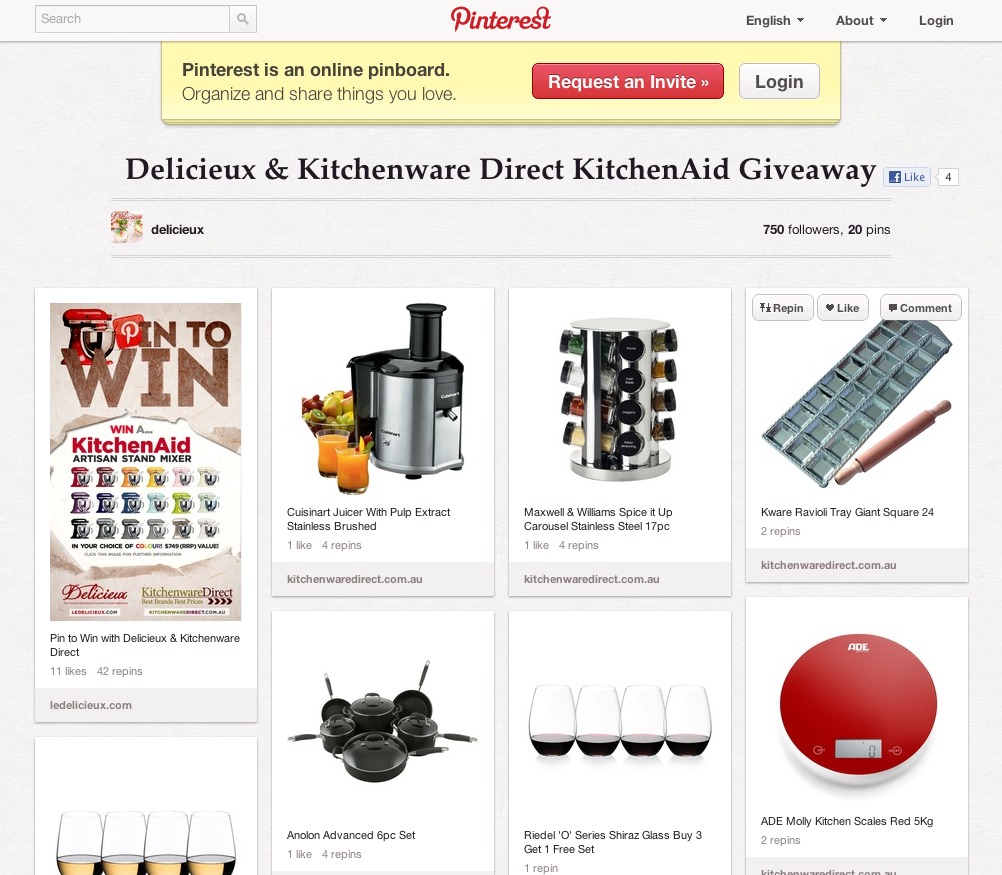 Search
Pinterest
English
About
Login
Pinterest is an online pinboard.
Organize and share things you love.
Request an Invite »
Login
Delicieux & Kitchenware Direct KitchenAid Giveaway
Like
4
delicieux
750 followers, 20 pins
PIN TO
WIN
WIN A...
KitchenAid
ARTISAN STAND MIXER
IN YOUR CHOICE OF COLOUR! $749 (RRP) VALUE!
CLICK THIS IMAGE FOR FURTHER INFORMATION
Delicieux
LEDELICIEUX.COM
KitchenwareDirect
Best Brands Best Prices
KITCHENWAREDIRECT.COM.AU
Pin to Win with Delicieux & Kitchenware
Direct
11 likes 42 repins
ledelicieux.com
Cuisinart
Cuisinart Juicer With Pulp Extract
Stainless Brushed
1 like 4 repins
kitchenwaredirect.com.au
Maxwell & Williams Spice it Up
Carousel Stainless Steel 17pc
1 like 4 repins
kitchenwaredirect.com.au
Repin
Like
Comment
Kware Ravioli Tray Giant Square 24
2 repins
kitchenwaredirect.com.au
Anolon Advanced 6pc Set
1 like 4 repins
Riedel 'O' Series Shiraz Glass Buy 3
Get 1 Free Set
1 repin
ADE
ADE Molly Kitchen Scales Red 5Kg
2 repins
kitchenwaredirect.com.au